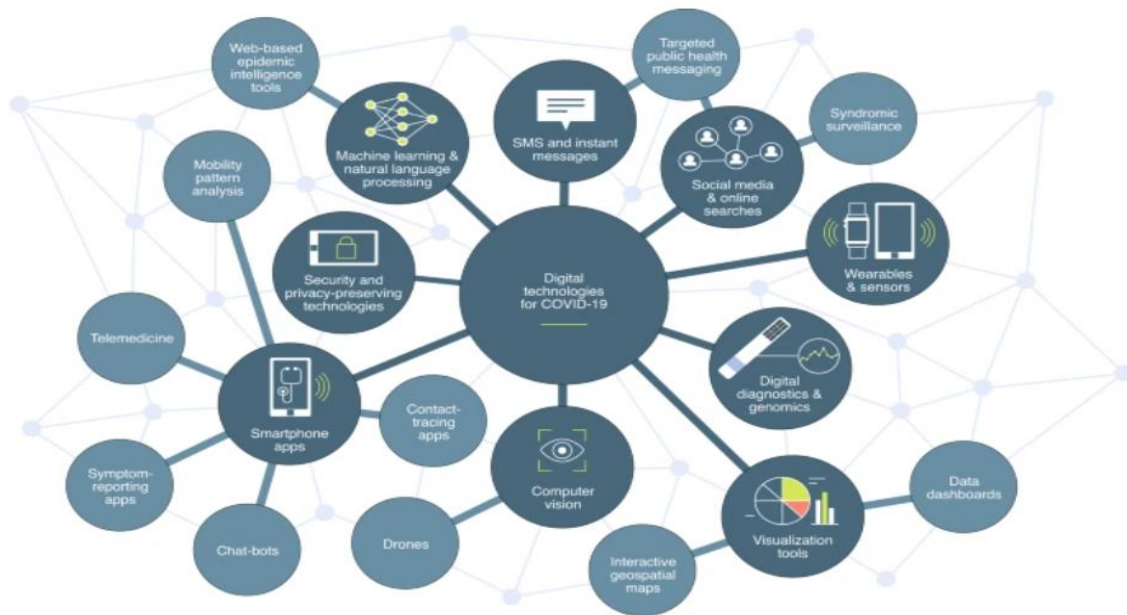 Web-based
epidemic
intelligence
tools
Targeted
public health
messaging
SMS and instant
messages
Syndromic
surveillance
Machine learning &
natural language
processing
Mobility
pattern
analysis
Social media
& online
searches
Security and
privacy-preserving
technologies
Digital
technologies
for COVID-19
Wearables
& sensors
Telemedicine
Digital
diagnostics &
genomics
Smartphone
apps
Contact-
tracing
apps
Symptom-
reporting
apps
Computer
vision
Data
dashboards
Chat-bots
Drones
Interactive
geospatial
maps
Visualization
tools